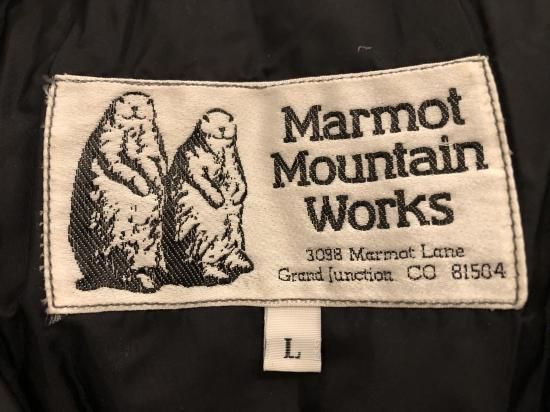 Marmot
Mountain
Works
3098 Marmot Lane
Grand Junction CO 81504
L